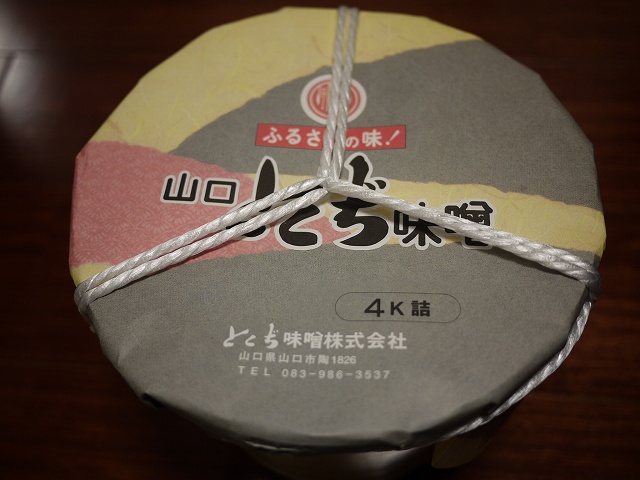 ふるさとの味!
山口とくぢ味噌
4K詰
とくぢ味噌株式会社
山口県山口市陶1826
TEL 083-986-3537